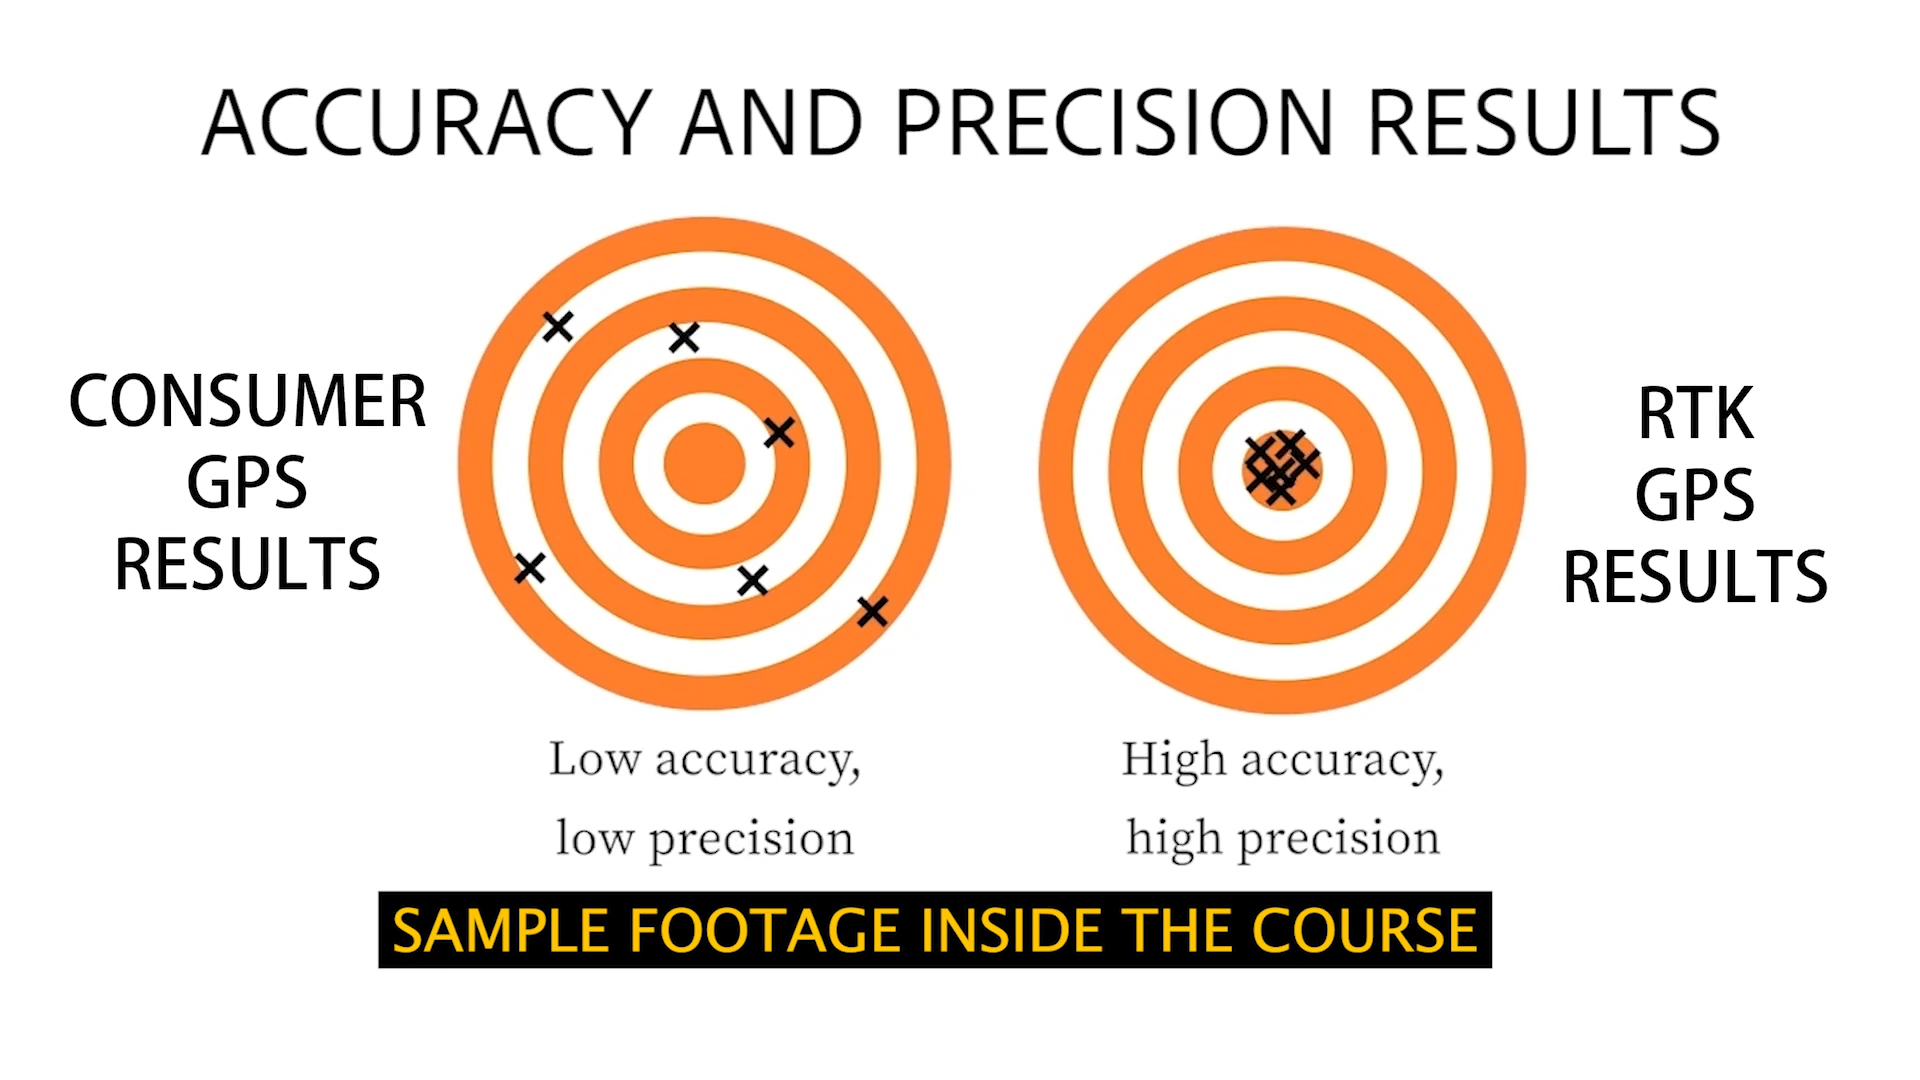 ACCURACY AND PRECISION RESULTS
CONSUMER
GPS
RESULTS
RTK
GPS
RESULTS
Low accuracy,
low precision
High accuracy,
high precision
SAMPLE FOOTAGE INSIDE THE COURSE